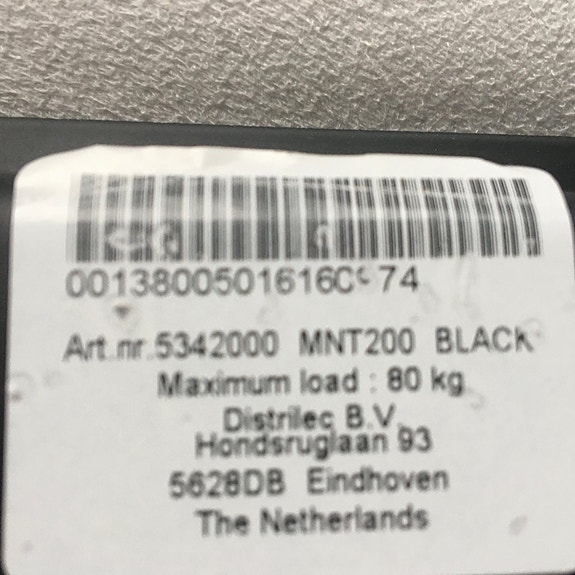 Art.nr.5342000 MNT200 BLACK
Maximum load : 80 kg
Distrilec B.V.
Hondsruglaan 93
5628DB Eindhoven
The Netherlands